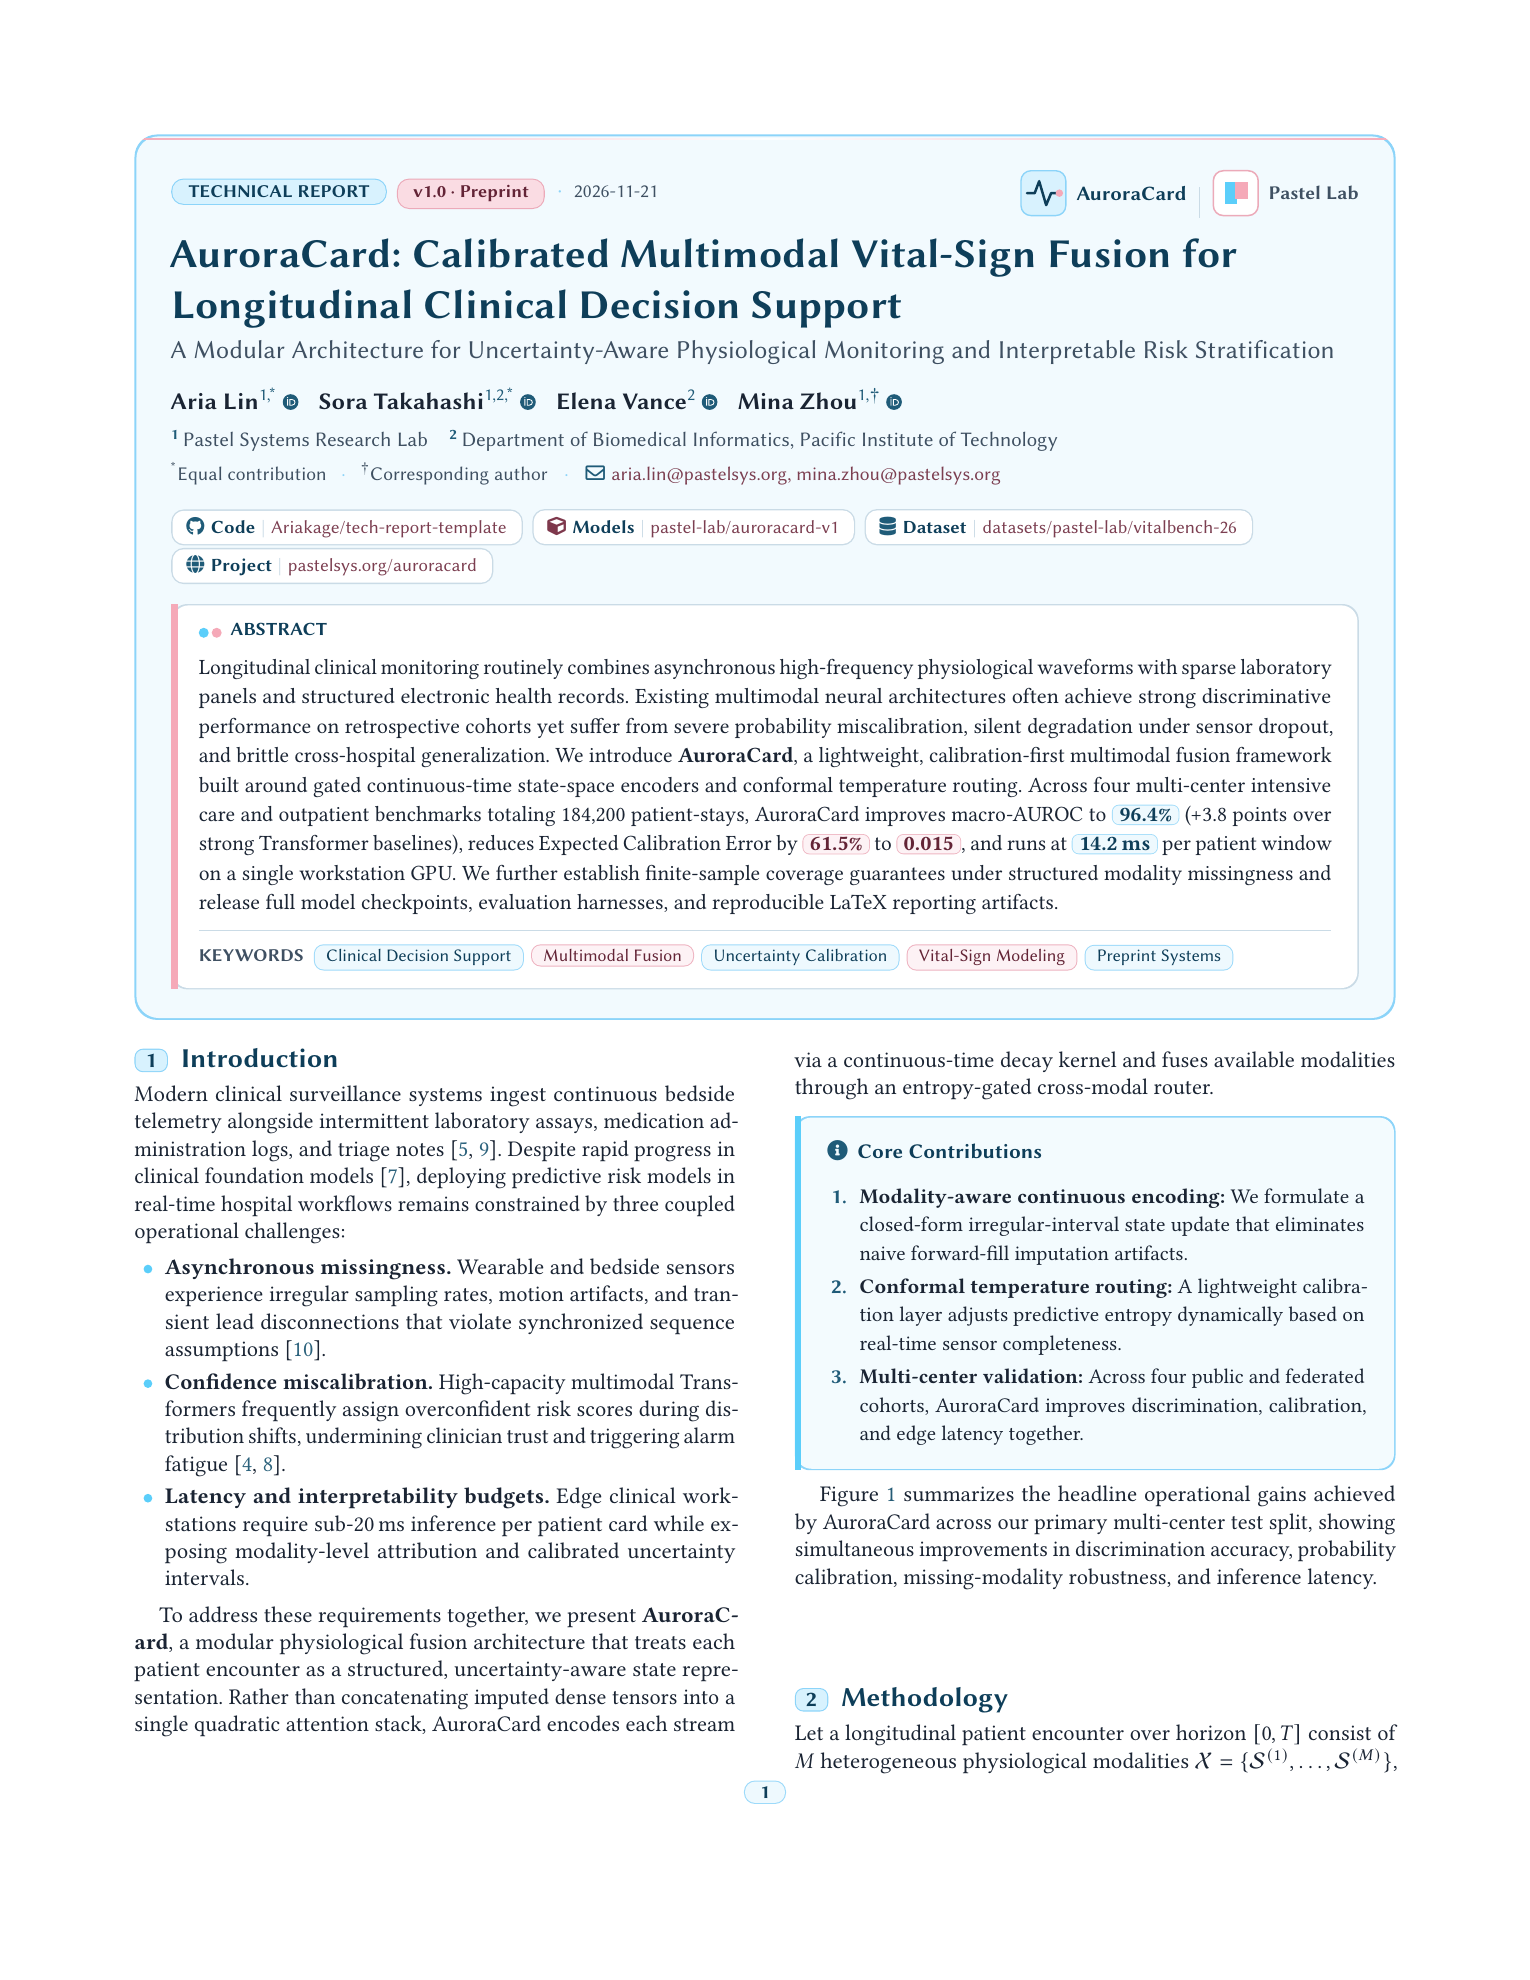 TECHNICAL REPORT v1.0 · Preprint · 2026-11-21 AuroraCard Pastel Lab
AuroraCard: Calibrated Multimodal Vital-Sign Fusion for
Longitudinal Clinical Decision Support
A Modular Architecture for Uncertainty-Aware Physiological Monitoring and Interpretable Risk Stratification
Aria Lin1,* iD Sora Takahashi1,2,* iD Elena Vance2 iD Mina Zhou1,† iD
1 Pastel Systems Research Lab 2 Department of Biomedical Informatics, Pacific Institute of Technology
*Equal contribution · †Corresponding author · aria.lin@pastelsys.org, mina.zhou@pastelsys.org
Code | Ariakage/tech-report-template Models | pastel-lab/auroracard-v1 Dataset | datasets/pastel-lab/vitalbench-26
Project | pastelsys.org/auroracard
ABSTRACT
Longitudinal clinical monitoring routinely combines asynchronous high-frequency physiological waveforms with sparse laboratory
panels and structured electronic health records. Existing multimodal neural architectures often achieve strong discriminative
performance on retrospective cohorts yet suffer from severe probability miscalibration, silent degradation under sensor dropout,
and brittle cross-hospital generalization. We introduce AuroraCard, a lightweight, calibration-first multimodal fusion framework
built around gated continuous-time state-space encoders and conformal temperature routing. Across four multi-center intensive
care and outpatient benchmarks totaling 184,200 patient-stays, AuroraCard improves macro-AUROC to 96.4% (+3.8 points over
strong Transformer baselines), reduces Expected Calibration Error by 61.5% to 0.015, and runs at 14.2 ms per patient window
on a single workstation GPU. We further establish finite-sample coverage guarantees under structured modality missingness and
release full model checkpoints, evaluation harnesses, and reproducible LaTeX reporting artifacts.
KEYWORDS Clinical Decision Support Multimodal Fusion Uncertainty Calibration Vital-Sign Modeling Preprint Systems
1 Introduction
Modern clinical surveillance systems ingest continuous bedside
telemetry alongside intermittent laboratory assays, medication ad-
ministration logs, and triage notes [5, 9]. Despite rapid progress in
clinical foundation models [7], deploying predictive risk models in
real-time hospital workflows remains constrained by three coupled
operational challenges:
• Asynchronous missingness. Wearable and bedside sensors
experience irregular sampling rates, motion artifacts, and tran-
sient lead disconnections that violate synchronized sequence
assumptions [10].
• Confidence miscalibration. High-capacity multimodal Trans-
formers frequently assign overconfident risk scores during dis-
tribution shifts, undermining clinician trust and triggering alarm
fatigue [4, 8].
• Latency and interpretability budgets. Edge clinical work-
stations require sub-20 ms inference per patient card while ex-
posing modality-level attribution and calibrated uncertainty
intervals.
To address these requirements together, we present AuroraC-
ard, a modular physiological fusion architecture that treats each
patient encounter as a structured, uncertainty-aware state repre-
sentation. Rather than concatenating imputed dense tensors into a
single quadratic attention stack, AuroraCard encodes each stream
via a continuous-time decay kernel and fuses available modalities
through an entropy-gated cross-modal router.
Core Contributions
1. Modality-aware continuous encoding: We formulate a
closed-form irregular-interval state update that eliminates
naive forward-fill imputation artifacts.
2. Conformal temperature routing: A lightweight calibra-
tion layer adjusts predictive entropy dynamically based on
real-time sensor completeness.
3. Multi-center validation: Across four public and federated
cohorts, AuroraCard improves discrimination, calibration,
and edge latency together.
Figure 1 summarizes the headline operational gains achieved
by AuroraCard across our primary multi-center test split, showing
simultaneous improvements in discrimination accuracy, probability
calibration, missing-modality robustness, and inference latency.
2 Methodology
Let a longitudinal patient encounter over horizon [0, T] consist of
M heterogeneous physiological modalities 𝒳 = {𝒮(1), . . . , 𝒮(M)},
1